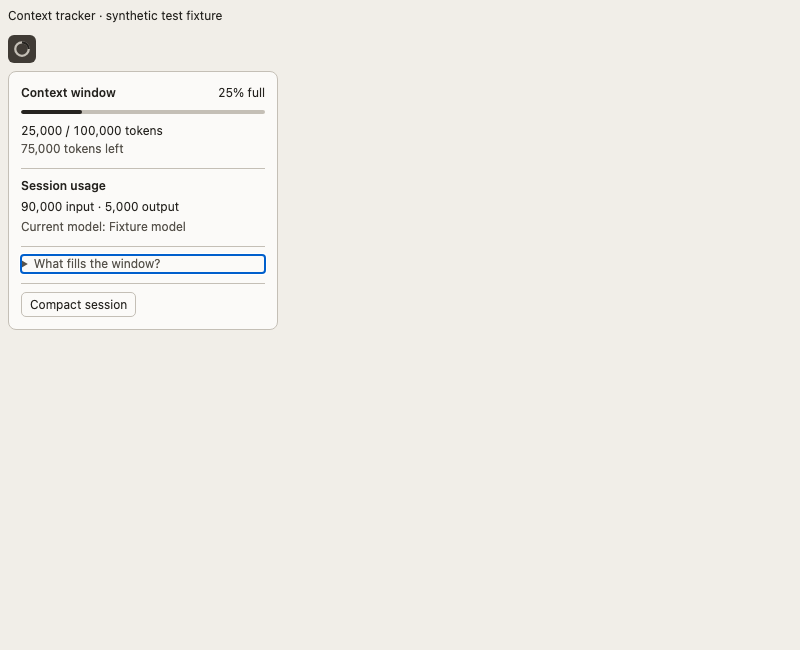 Context tracker · synthetic test fixture
Context window 25% full
25,000 / 100,000 tokens
75,000 tokens left
Session usage
90,000 input · 5,000 output
Current model: Fixture model
What fills the window?
Compact session